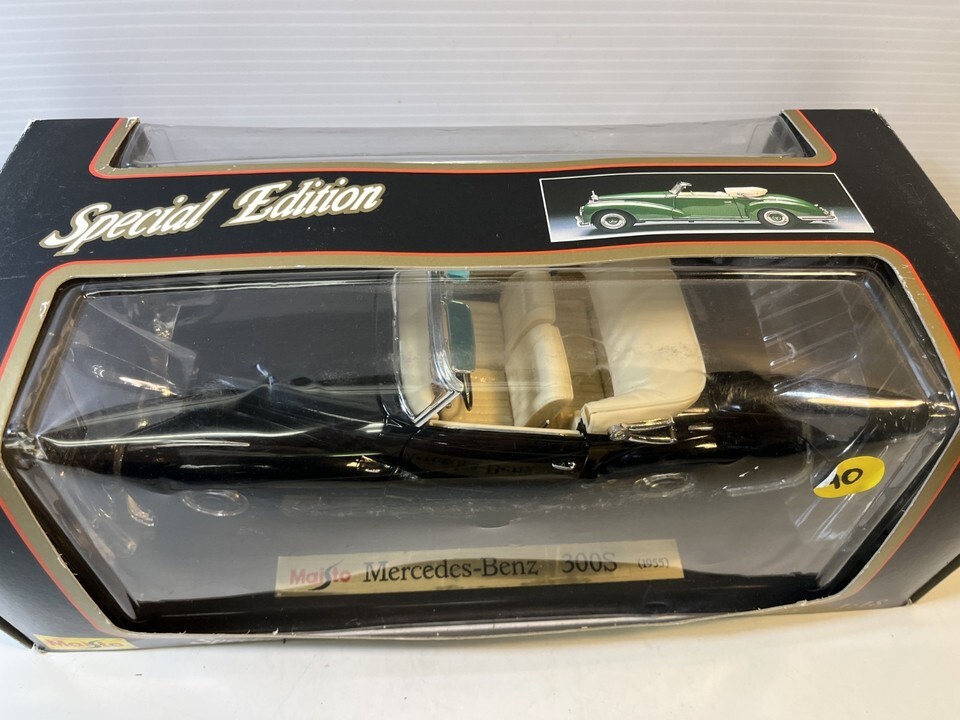 Special Edition
10
Maisto Mercedes-Benz 300S (1955)
Maisto